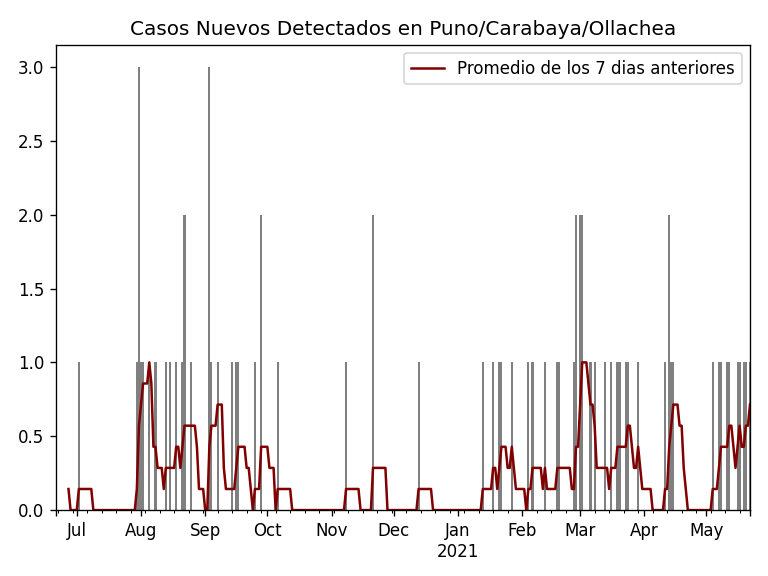 Casos Nuevos Detectados en Puno/Carabaya/Ollachea
Promedio de los 7 dias anteriores
3.0
2.5
2.0
1.5
1.0
0.5
0.0
Jul Aug Sep Oct Nov Dec Jan Feb Mar Apr May
2021